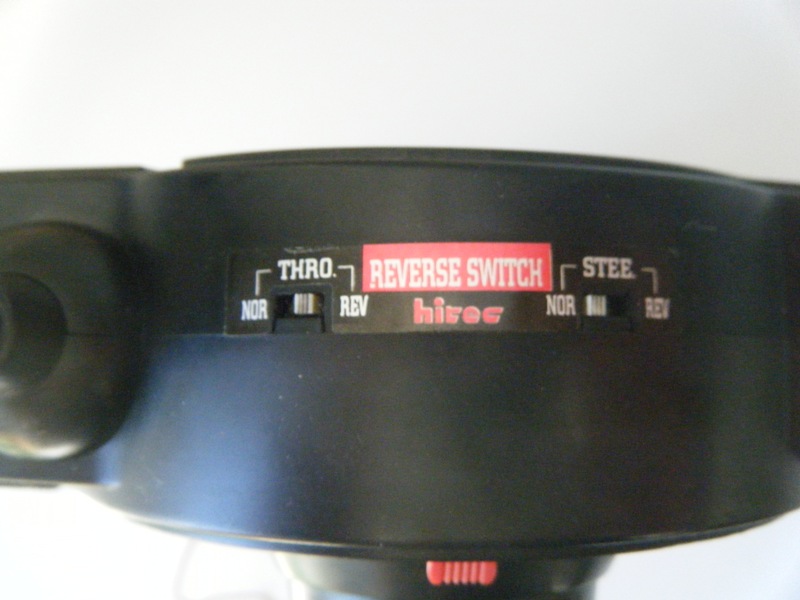 THRO. REVERSE SWITCH STEE.
NOR REV hitec NOR REV